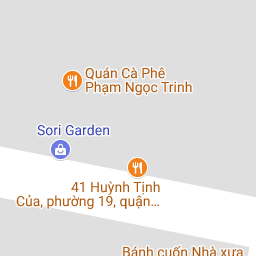 Quán Cà Phê
Phạm Ngọc Trinh
Sori Garden
41 Huỳnh Tịnh
Của, phường 19, quận...
Bánh cuốn Nhà xưa